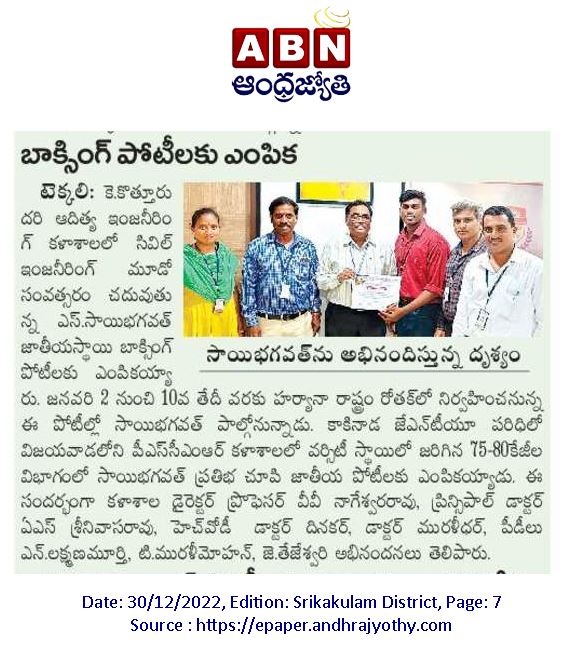 ABN
ఆంధ్రజ్యోతి
బాక్సింగ్ పోటీలకు ఎంపిక
టెక్కలి: కె.కొత్తూరు
దరి ఆదిత్య ఇంజనీరిం
గ్ కళాశాలలో సివిల్
ఇంజనీరింగ్ మూడో
సంవత్సరం చదువుతు
న్న ఎస్.సాయిభగవత్
జాతీయస్థాయి బాక్సింగ్
పోటీలకు ఎంపికయ్యా
సాయిభగవత్‌ను అభినందిస్తున్న దృశ్యం
రు. జనవరి 2 నుంచి 10వ తేదీ వరకు హర్యానా రాష్ట్రం రోతక్‌లో నిర్వహించనున్న
ఈ పోటీల్లో సాయిభగవత్ పాల్గోనున్నాడు. కాకినాడ జేఎన్‌టీయూ పరిధిలో
విజయవాడలోని పీఎస్‌సీఎంఆర్ కళాశాలలో వర్సిటీ స్థాయిలో జరిగిన 75-80కేజీల
విభాగంలో సాయిభగవత్ ప్రతిభ చూపి జాతీయ పోటీలకు ఎంపికయ్యాడు. ఈ
సందర్భంగా కళాశాల డైరెక్టర్ ప్రొఫెసర్ వీవీ నాగేశ్వరరావు, ప్రిన్సిపాల్ డాక్టర్
ఏఎస్ శ్రీనివాసరావు, హెచ్‌వోడీ డాక్టర్ దినకర్, డాక్టర్ మురళీధర్, పీడీలు
ఎన్.లక్ష్మణమూర్తి, టి.మురళీమోహన్, జె.తేజేశ్వరి అభినందనలు తెలిపారు.
Date: 30/12/2022, Edition: Srikakulam District, Page: 7
Source : https://epaper.andhrajyothy.com